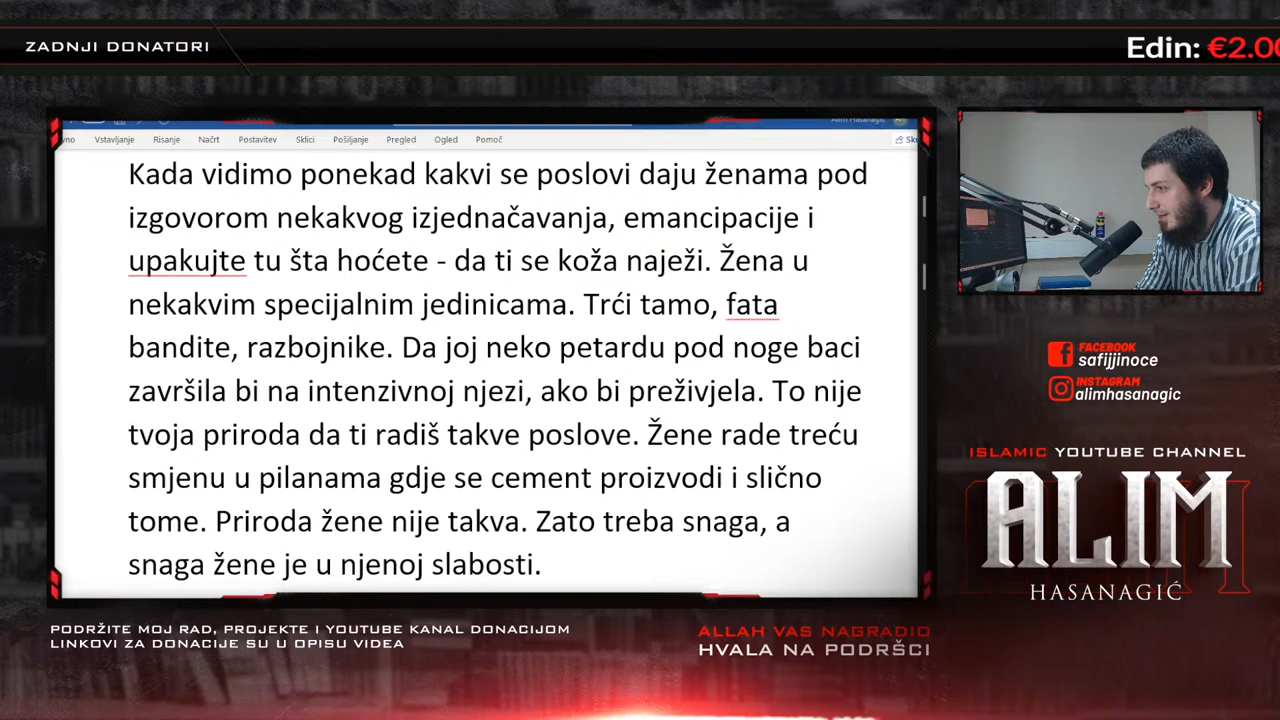 ZADNJI DONATORI
Edin: €2.00
Vstavljanje Risanje Načrt Postavitev Sklici Pošiljanje Pregled Ogled Pomoč
Kada vidimo ponekad kakvi se poslovi daju ženama pod
izgovorom nekakvog izjednačavanja, emancipacije i
upakujte tu šta hoćete - da ti se koža naježi. Žena u
nekakvim specijalnim jedinicama. Trći tamo, fata
bandite, razbojnike. Da joj neko petardu pod noge baci
završila bi na intenzivnoj njezi, ako bi preživjela. To nije
tvoja priroda da ti radiš takve poslove. Žene rade treću
smjenu u pilanama gdje se cement proizvodi i slično
tome. Priroda žene nije takva. Zato treba snaga, a
snaga žene je u njenoj slabosti.
FACEBOOK
safijjinoce
INSTAGRAM
alimhasanagic
ISLAMIC YOUTUBE CHANNEL
ALIM
HASANAGIĆ
PODRŽITE MOJ RAD, PROJEKTE I YOUTUBE KANAL DONACIJOM
LINKOVI ZA DONACIJE SU U OPISU VIDEA
ALLAH VAS NAGRADIO
HVALA NA PODRŠCI